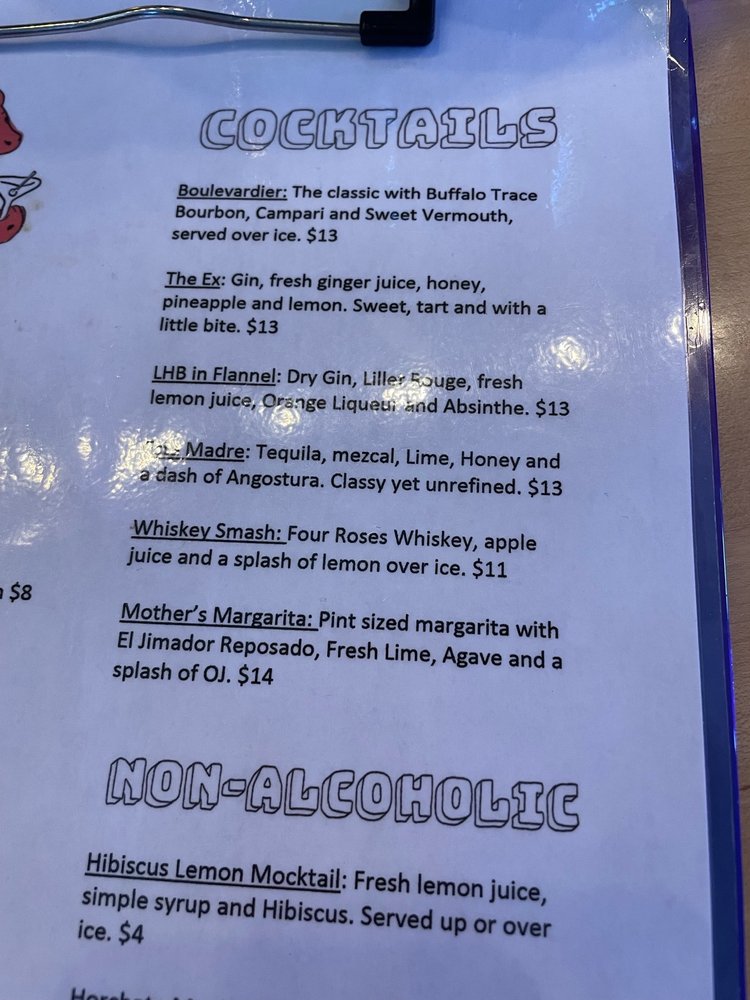 COCKTAILS
Boulevardier: The classic with Buffalo Trace
Bourbon, Campari and Sweet Vermouth,
served over ice. $13
The Ex: Gin, fresh ginger juice, honey,
pineapple and lemon. Sweet, tart and with a
little bite. $13
LHB in Flannel: Dry Gin, Lillet Rouge, fresh
lemon juice, Orange Liqueur and Absinthe. $13
Madre: Tequila, mezcal, Lime, Honey and
a dash of Angostura. Classy yet unrefined. $13
Whiskey Smash: Four Roses Whiskey, apple
juice and a splash of lemon over ice. $11
$8
Mother's Margarita: Pint sized margarita with
El Jimador Reposado, Fresh Lime, Agave and a
splash of OJ. $14
NON-ALCOHOLIC
Hibiscus Lemon Mocktail: Fresh lemon juice,
simple syrup and Hibiscus. Served up or over
ice. $4